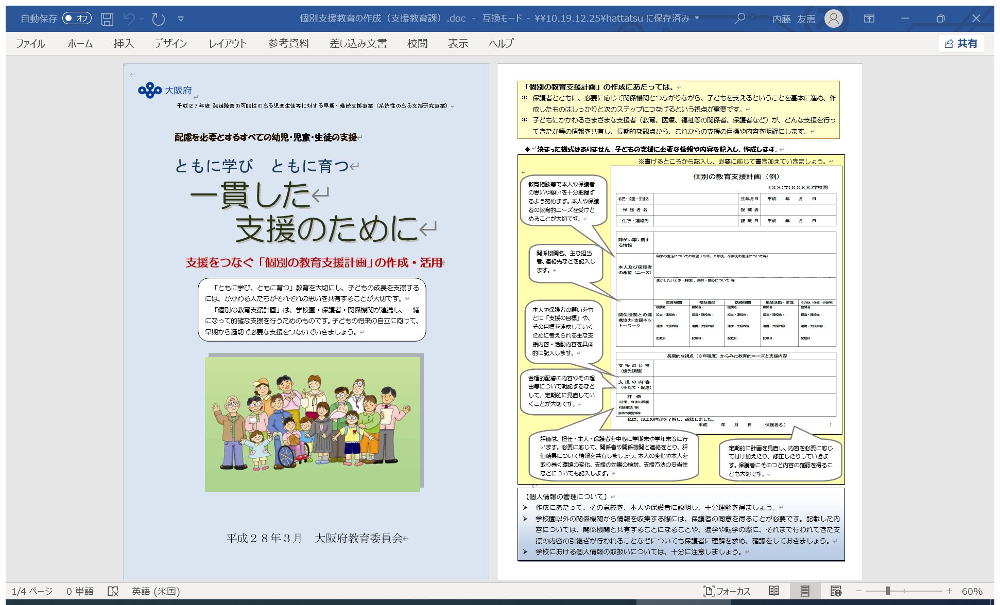 自動保存 オフ
個別支援教育の作成（支援教育課）.doc - 互換モード - ¥¥10.19.12.25¥hattatsu に保存済み
内藤 友恵
ファイル ホーム 挿入 デザイン レイアウト 参考資料 差し込み文書 校閲 表示 ヘルプ
共有
大阪府
平成２７年度 発達障害の可能性のある児童生徒等に対する早期・継続支援事業（系統性のある支援研究事業）
配慮を必要とするすべての幼児・児童・生徒の支援
ともに学び　ともに育つ
一貫した
支援のために
支援をつなぐ「個別の教育支援計画」の作成・活用
「ともに学び、ともに育つ」教育を大切にし、子どもの成長を支援する
には、かかわる人たちがそれぞれの思いを共有することが大切です。
「個別の教育支援計画」は、学校園・保護者・関係機関が連携し、一緒
になって的確な支援を行うためのものです。子どもの将来の自立に向けて、
早期から適切で必要な支援をつないでいきましょう。
平成２８年３月　大阪府教育委員会
「個別の教育支援計画」の作成にあたっては、
＊ 保護者とともに、必要に応じて関係機関とつながりながら、子どもを支えるということを基本に進め、作
成したものはしっかりと次のステップにつなげるという視点が重要です。
＊ 子どもにかかわるさまざまな支援者（教育、医療、福祉等の関係者、保護者など）が、どんな支援を行っ
てきたか等の情報を共有し、長期的な観点から、これからの支援の目標や内容を明確にします。
◆ 決まった様式はありません。子どもの支援に必要な情報や内容を記入し、作成します。
※書けるところから記入し、必要に応じて書き加えていきましょう。
教育相談等で本人や保護者
の思いや願いを十分把握す
るよう努めます。本人や保護
者の教育的ニーズを受けと
めることが大切です。
関係機関名、主な担当
者、連絡先などを記入し
ます。
本人や保護者の願いをも
とに「支援の目標」や、
その目標を達成していく
ために考えられる主な支
援内容・活動内容を具体
的に記入します。
合理的配慮の内容やその理
由等について明記するなど
して、定期的に見直してい
くことが大切です。
個別の教育支援計画（例）
〇〇〇立〇〇〇〇〇学校園
幼児・児童・生徒名 生年月日 平成　年　月　日
保 護 者 名 記 載 者
住所・連絡先 記 載 日 平成　年　月　日
障がい等に関す
る情報
本人及び保護者
の希望（ニーズ）
将来の生活についての希望（３年、６年後、卒業後の生活について等）
生かしたいよさ（特性）、興味・関心について 等
関係機関との連
携協力・支援ネッ
トーワーク
教育機関 福祉機関 医療機関 地域活動・家庭 その他（保健・労働等）
機関名： 機関名： 機関名： 機関名： 機関名：
担当・連絡先： 担当・連絡先： 担当・連絡先： 担当・連絡先： 担当・連絡先：
連携・支援内容： 連携・支援内容： 連携・支援内容： 連携・支援内容： 連携・支援内容：
記載日： 記載日： 記載日： 記載日： 記載日：
長期的な視点（３年程度）からみた教育的ニーズと支援内容
支 援 の 目 標
（優先課題）
支 援 の 内 容
（手だて・配慮）
評　価
（成果、今後の課題、
引継事項 等）
評価の実施時期：
私は、以上の内容を了解し、確認しました。
平成　年　月　日　保護者名（　　　）
評価は、担任・本人・保護者を中心に学期末や学年末等に行
います。必要に応じて、関係者や関係機関と連絡をとり、評
価結果について情報を共有しましょう。本人の変化や本人を
取り巻く環境の変化、支援の効果の検討、支援方法の妥当性
などについても記入します。
定期的に計画を見直し、内容を必要に応じ
て付け加えたり、修正したりしていきま
す。保護者にそのつど内容の確認を得るこ
とも大切です。
【個人情報の管理について】
➢ 作成にあたって、その意義を、本人や保護者に説明し、十分理解を得ましょう。
➢ 学校園以外の関係機関から情報を収集する際には、保護者の同意を得ることが必要です。記載した内
容については、関係機関と共有することになることや、進学や転学の際に、それまで行われてきた支
援の内容の引継ぎが行われることなどについても保護者に理解を求め、確認をしておきましょう。
➢ 学校における個人情報の取扱いについては、十分に注意しましょう。
1/4 ページ 0 単語 英語 (米国)
フォーカス 60%